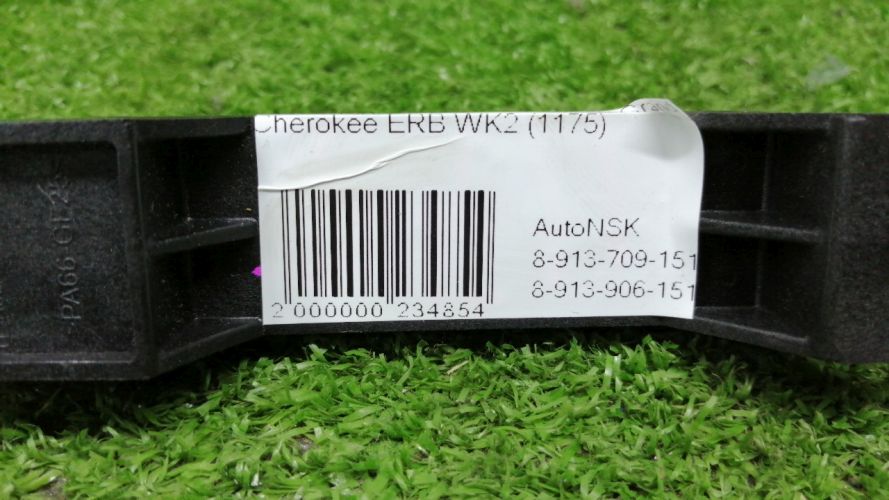 Cherokee ERB WK2 (1175)
AutoNSK
8-913-709-151
8-913-906-151
2 000000 234854